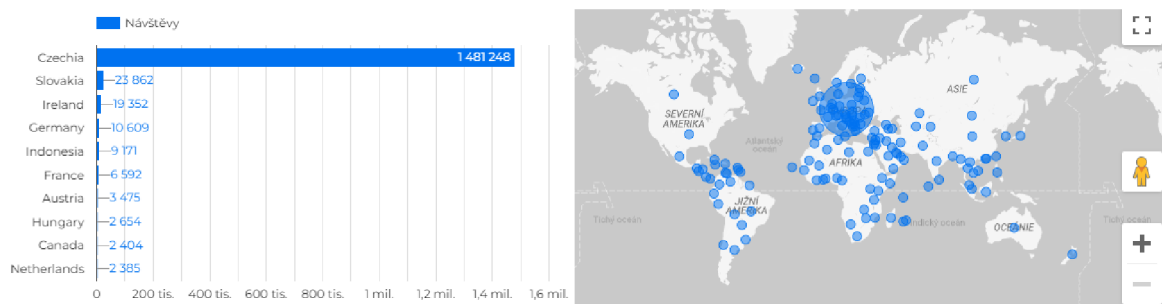 Návštěvy
Czechia
1 481 248
Slovakia
23 862
Ireland
19 352
Germany
10 609
Indonesia
9 171
France
6 592
Austria
3 475
Hungary
2 654
Canada
2 404
Netherlands
2 385
0 200 tis. 400 tis. 600 tis. 800 tis. 1 mil. 1,2 mil. 1,4 mil. 1,6 mil.
ASIE
SEVERNÍ
AMERIKA
Atlantský
oceán
AFRIKA
JIŽNÍ
AMERIKA
Tichý oceán
Indický oceán
OCEÁNIE
Tichý oceán